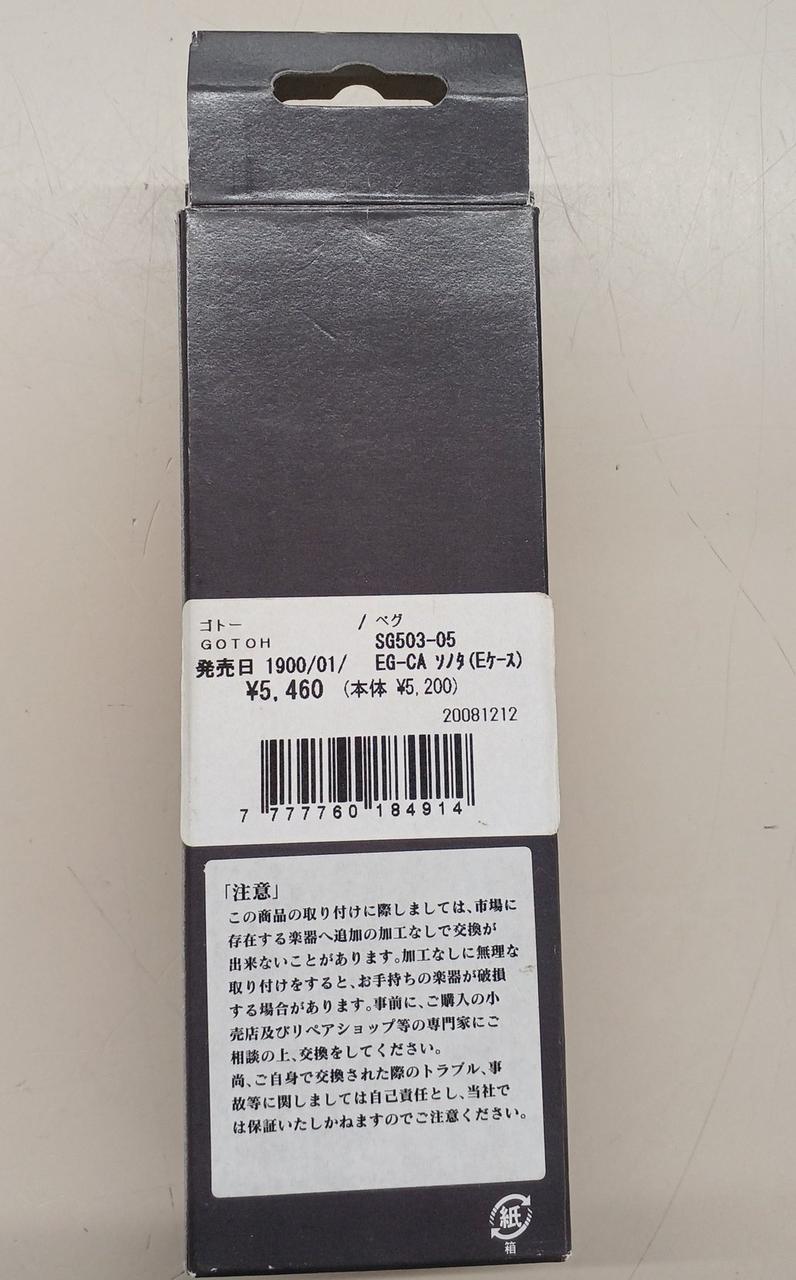 ゴトー / ペグ
GOTOH SG503-05
発売日 1900/01/ EG-CA ソノタ(Eケース)
¥5,460 (本体 ¥5,200)
20081212
7 777760 184914
「注意」
この商品の取り付けに際しましては、市場に
存在する楽器へ追加の加工なしで交換が
出来ないことがあります。加工なしに無理な
取り付けをすると、お手持ちの楽器が破損
する場合があります。事前に、ご購入の小
売店及びリペアショップ等の専門家にご
相談の上、交換をしてください。
尚、ご自身で交換された際のトラブル、事
故等に関しましては自己責任とし、当社で
は保証いたしかねますのでご注意ください。
紙
箱